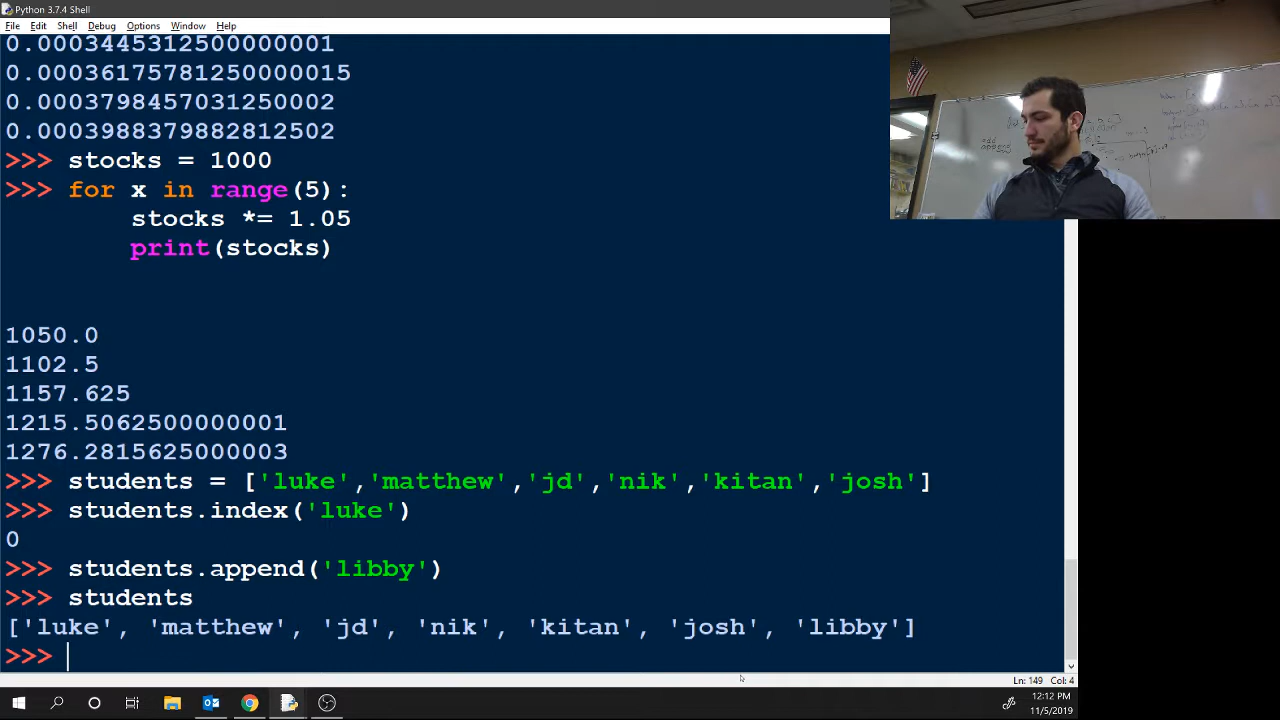 Python 3.7.4 Shell
File Edit Shell Debug Options Window Help
0.00034453125000000001
0.00036175781250000015
0.0003798457031250002
0.00039883798828​12502
>>> stocks = 1000
>>> for x in range(5):
stocks *= 1.05
print(stocks)
1050.0
1102.5
1157.625
1215.5062500000001
1276.2815625000003
>>> students = ['luke','matthew','jd','nik','kitan','josh']
>>> students.index('luke')
0
>>> students.append('libby')
>>> students
['luke', 'matthew', 'jd', 'nik', 'kitan', 'josh', 'libby']
>>>
Ln: 149 Col: 4
12:12 PM
11/5/2019